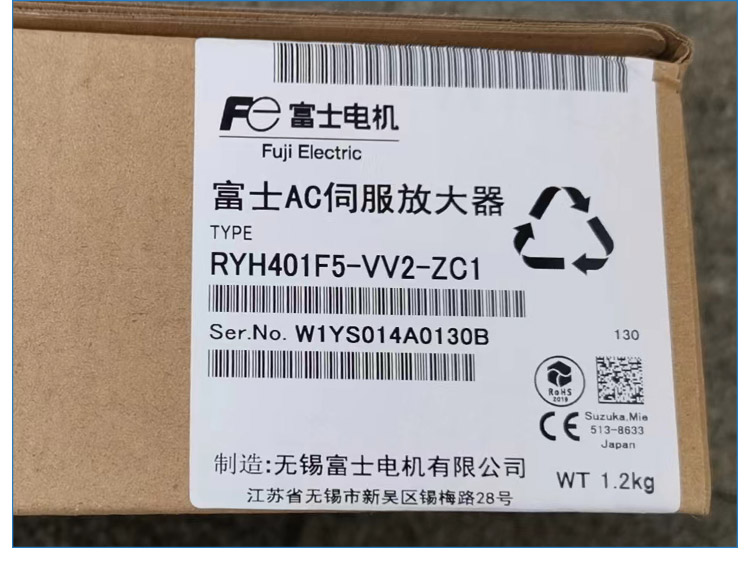 Fe 富士电机
Fuji Electric
富士AC伺服放大器
TYPE
RYH401F5-VV2-ZC1
Ser.No. W1YS014A0130B
130
RoHS
2016
CE
Suzuka.Mie
513-8633
Japan
制造:无锡富士电机有限公司
WT 1.2kg
江苏省无锡市新吴区锡梅路28号